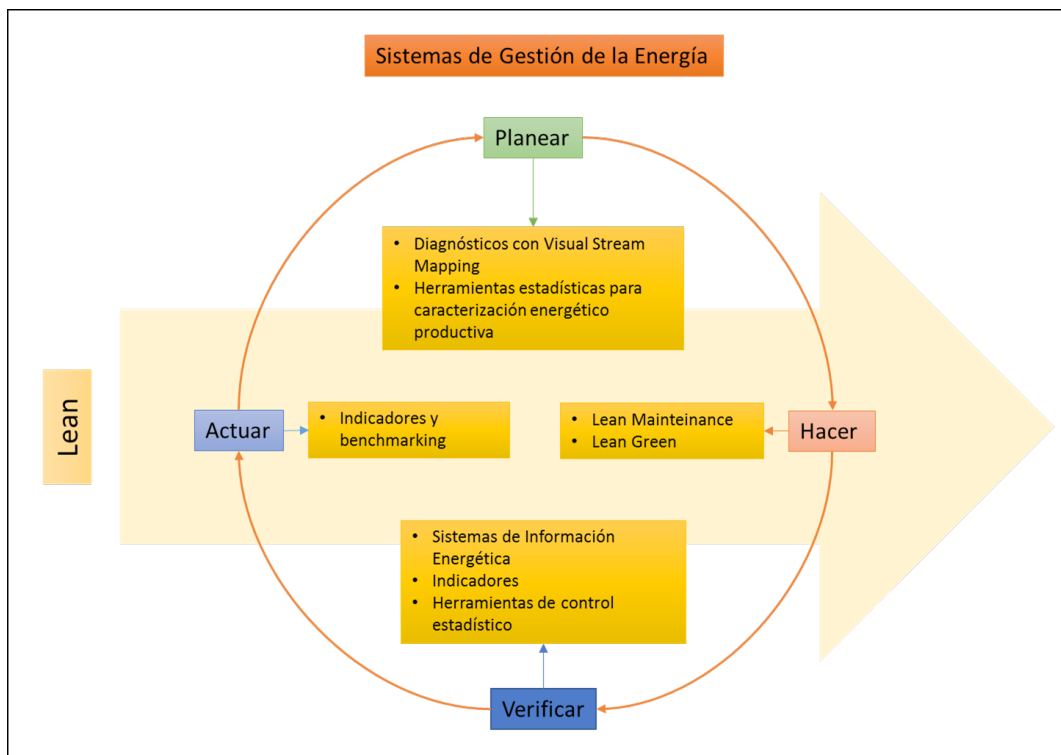 Sistemas de Gestión de la Energía
Planear
• Diagnósticos con Visual Stream
Mapping
• Herramientas estadísticas para
caracterización energético
productiva
Lean
Actuar
• Indicadores y
benchmarking
• Lean Mainteinance
• Lean Green
Hacer
• Sistemas de Información
Energética
• Indicadores
• Herramientas de control
estadístico
Verificar